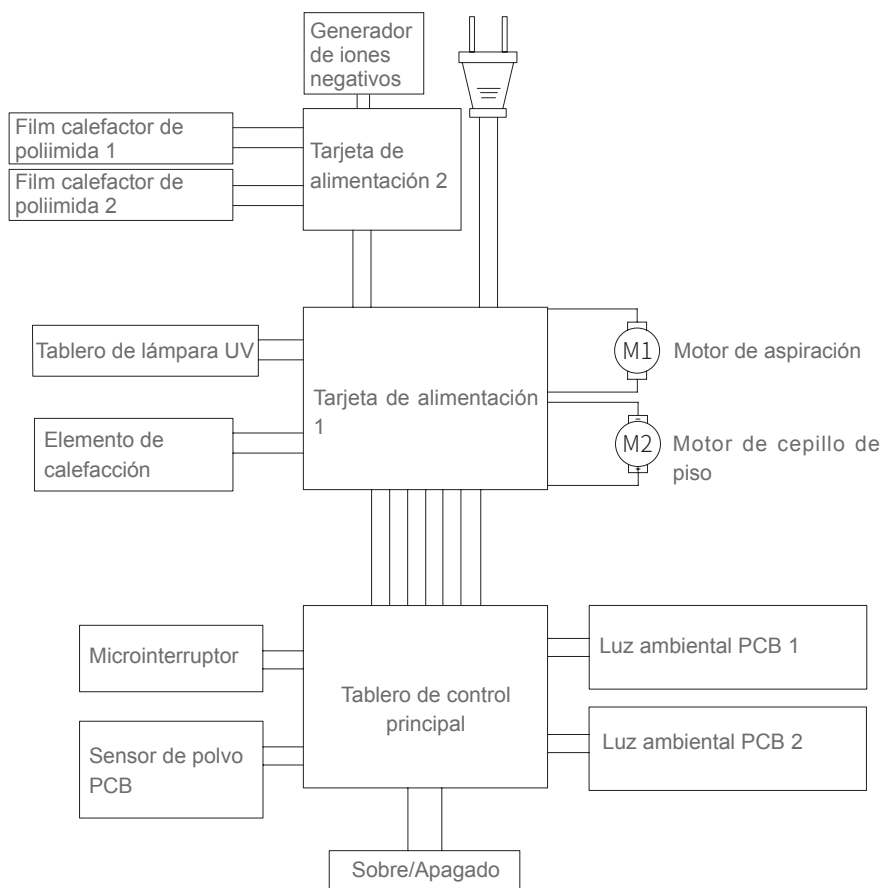 Generador
de iones
negativos
Film calefactor de
poliimida 1
Tarjeta de
alimentación 2
Film calefactor de
poliimida 2
Tablero de lámpara UV
M1
Motor de aspiración
Tarjeta de alimentación
1
Elemento de
calefacción
M2
Motor de cepillo de
piso
Microinterruptor
Luz ambiental PCB 1
Tablero de control
principal
Sensor de polvo
PCB
Luz ambiental PCB 2
Sobre/Apagado